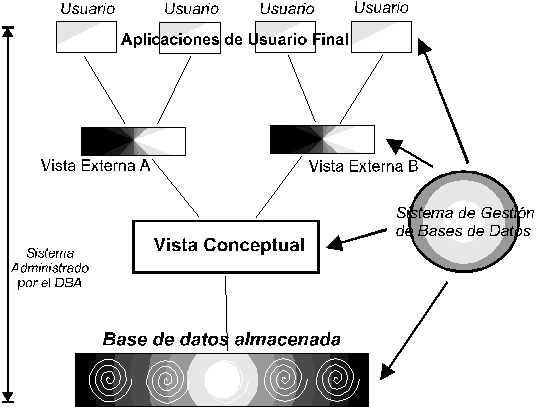 Usuario
Usuario
Usuario
Usuario
Aplicaciones de Usuario Final
Vista Externa A
Vista Externa B
Sistema de Gestión
de Bases de Datos
Vista Conceptual
Sistema
Administrado
por el DBA
Base de datos almacenada